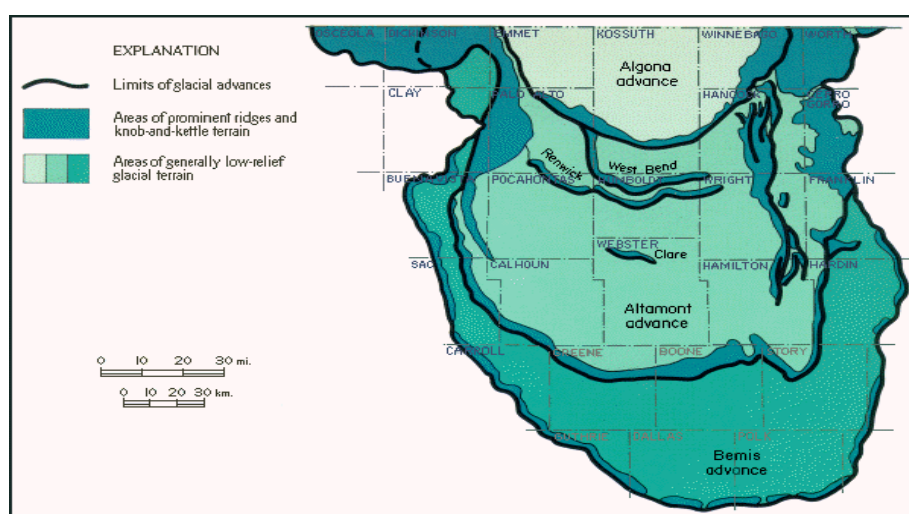 OSCEOLA DICKINSON EMMET KOSSUTH WINNEBAGO WORTH
EXPLANATION
Limits of glacial advances
Areas of prominent ridges and
knob-and-kettle terrain
Areas of generally low-relief
glacial terrain
Algona
advance
CLAY PALO ALTO HANCOCK CERRO
GORDO
Renwick
West Bend
POCAHONTAS HUMBOLDT WRIGHT FRANKLIN
WEBSTER
Clare
SAC CALHOUN HAMILTON HARDIN
Altamont
advance
CARROLL GREENE BOONE STORY
0 10 20 30 mi.
0 10 20 30 km.
GUTHRIE DALLAS POLK
Bemis
advance